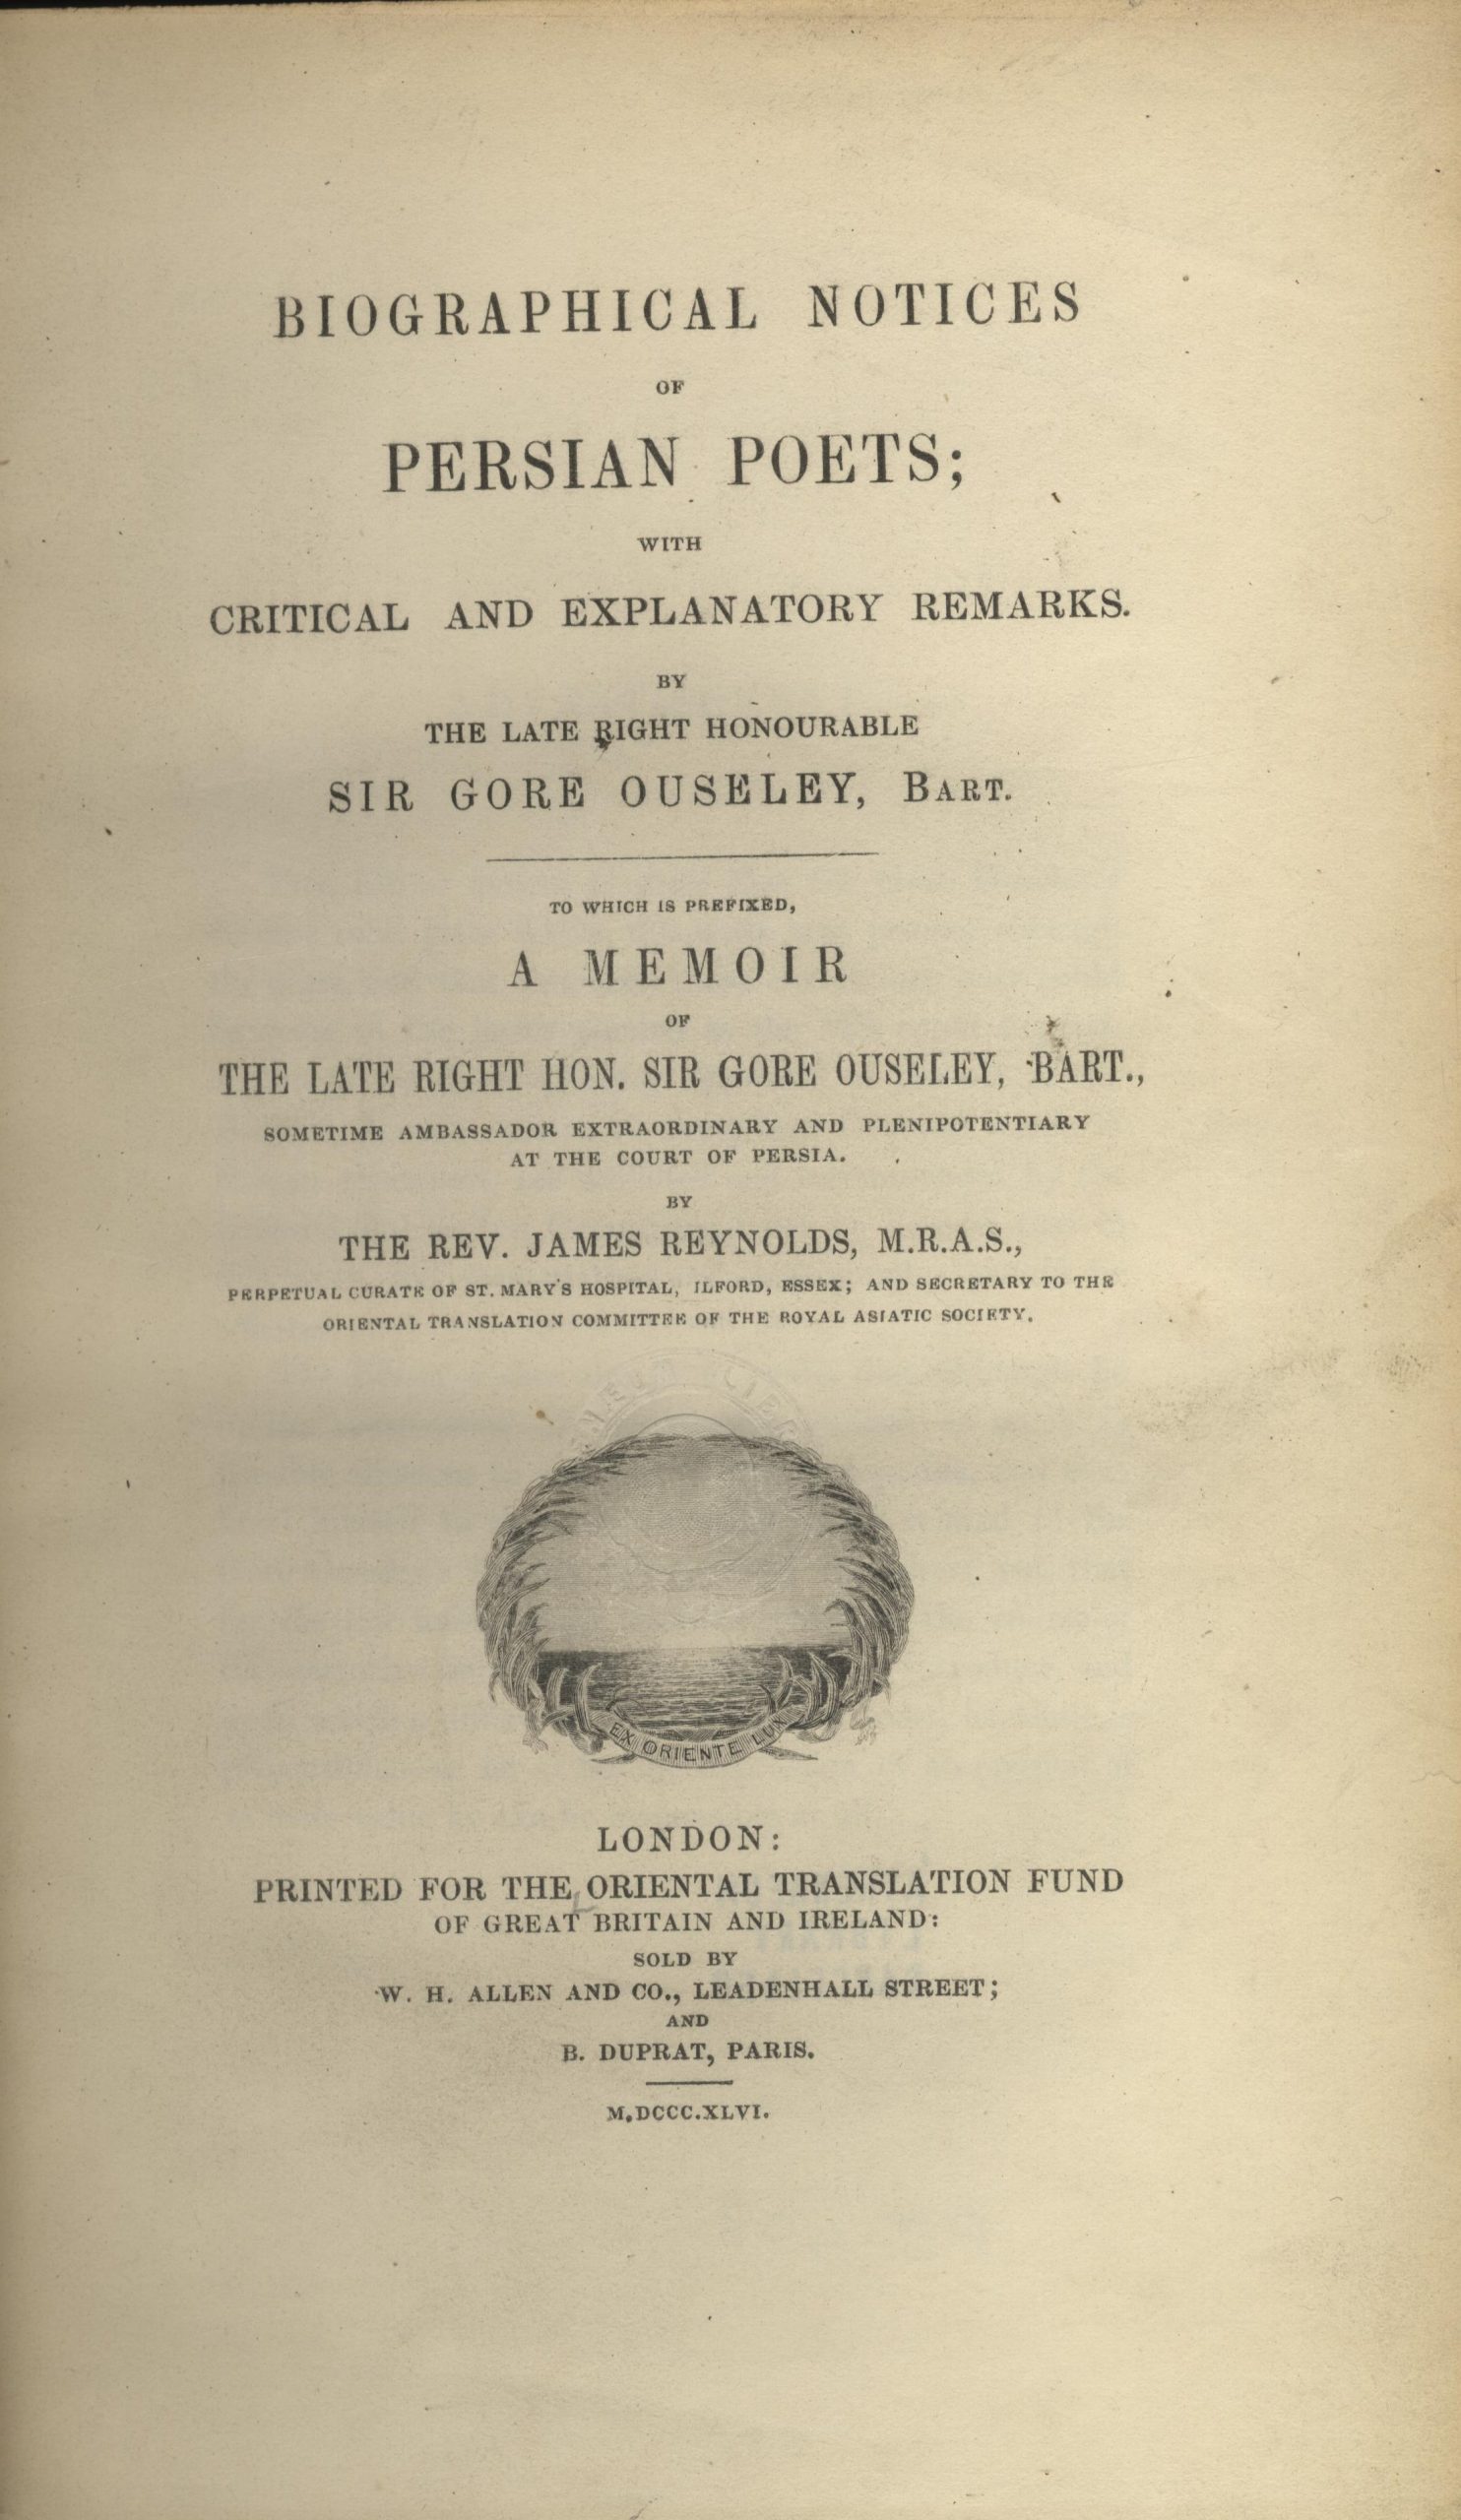 BIOGRAPHICAL NOTICES
OF
PERSIAN POETS;
WITH
CRITICAL AND EXPLANATORY REMARKS.
BY
THE LATE RIGHT HONOURABLE
SIR GORE OUSELEY, BART.
TO WHICH IS PREFIXED,
A MEMOIR
OF
THE LATE RIGHT HON. SIR GORE OUSELEY, BART.,
SOMETIME AMBASSADOR EXTRAORDINARY AND PLENIPOTENTIARY
AT THE COURT OF PERSIA.
BY
THE REV. JAMES REYNOLDS, M.R.A.S.,
PERPETUAL CURATE OF ST. MARY'S HOSPITAL, ILFORD, ESSEX; AND SECRETARY TO THE
ORIENTAL TRANSLATION COMMITTEE OF THE ROYAL ASIATIC SOCIETY.
EX ORIENTE LUX
LONDON:
PRINTED FOR THE ORIENTAL TRANSLATION FUND
OF GREAT BRITAIN AND IRELAND:
SOLD BY
W. H. ALLEN AND CO., LEADENHALL STREET;
AND
B. DUPRAT, PARIS.
M.DCCC.XLVI.